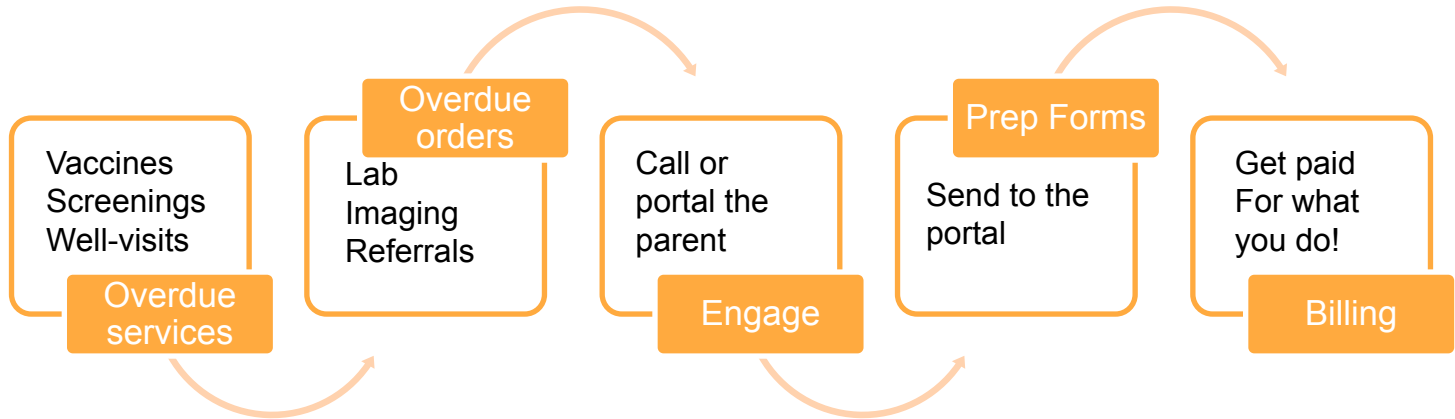 Vaccines
Screenings
Well-visits
Overdue
services
Overdue
orders
Lab
Imaging
Referrals
Call or
portal the
parent
Engage
Prep Forms
Send to the
portal
Get paid
For what
you do!
Billing